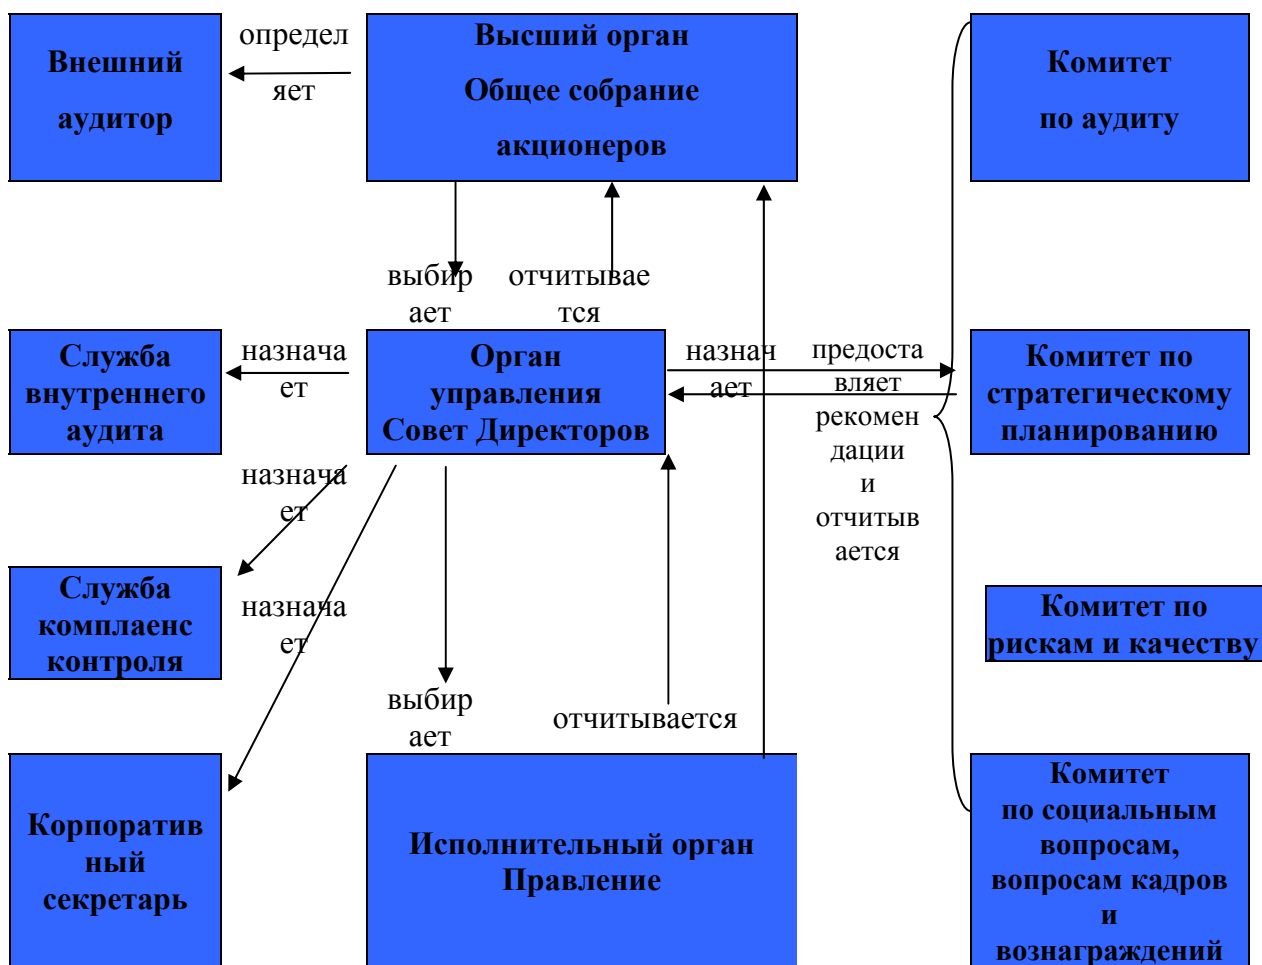 Внешний
аудитор
определ
яет
Высший орган
Общее собрание
акционеров
Комитет
по аудиту
выбир
ает
отчитывае
тся
Служба
внутреннего
аудита
назнача
ет
Орган
управления
Совет Директоров
назнач
ает
предоста
вляет
рекомен
дации
и
отчитыв
ается
Комитет по
стратегическому
планированию
назнача
ет
Служба
комплаенс
контроля
назнача
ет
Комитет по
рискам и качеству
выбир
ает
отчитывается
Корпоратив
ный
секретарь
Исполнительный орган
Правление
Комитет
по социальным
вопросам,
вопросам кадров
и
вознаграждений